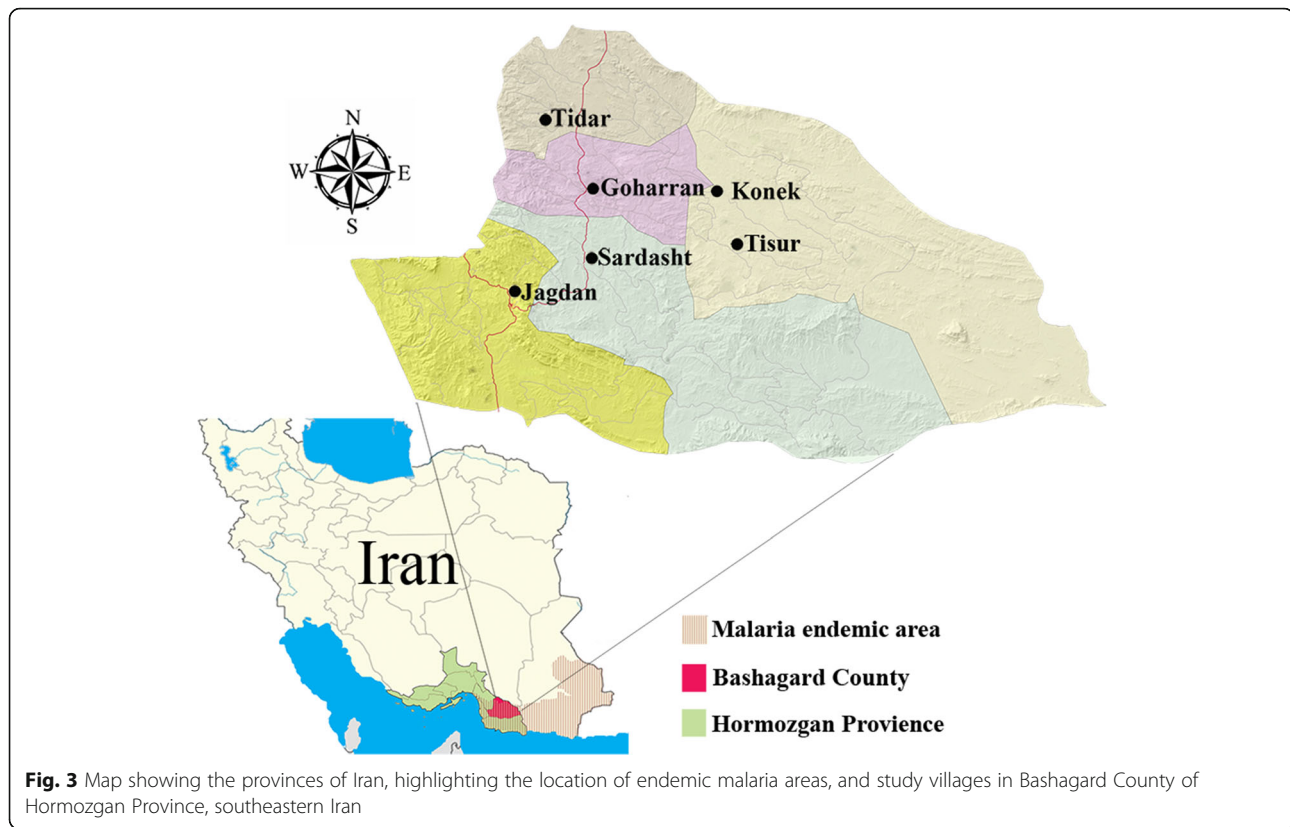 N
W
E
S
Tidar
Goharran
Konek
Tisur
Sardasht
Jagdan
Iran
Malaria endemic area
Bashagard County
Hormozgan Provience
Fig. 3 Map showing the provinces of Iran, highlighting the location of endemic malaria areas, and study villages in Bashagard County of
Hormozgan Province, southeastern Iran